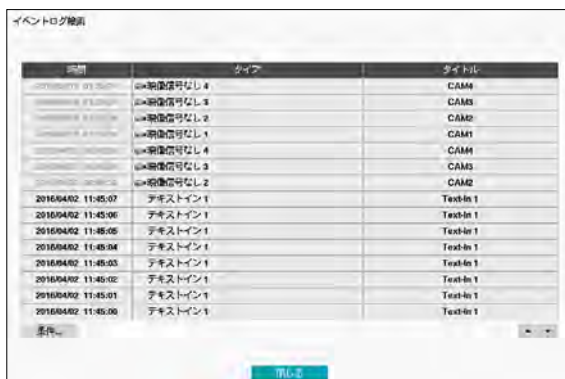 イベントログ検索
時間 タイプ タイトル
映像信号なし 4 CAM4
映像信号なし 3 CAM3
映像信号なし 2 CAM2
映像信号なし 1 CAM1
映像信号なし 4 CAM4
映像信号なし 3 CAM3
映像信号なし 2 CAM2
2016/04/02 11:45:07 テキストイン 1 Text-In 1
2016/04/02 11:45:06 テキストイン 1 Text-In 1
2016/04/02 11:45:05 テキストイン 1 Text-In 1
2016/04/02 11:45:04 テキストイン 1 Text-In 1
2016/04/02 11:45:03 テキストイン 1 Text-In 1
2016/04/02 11:45:02 テキストイン 1 Text-In 1
2016/04/02 11:45:01 テキストイン 1 Text-In 1
2016/04/02 11:45:00 テキストイン 1 Text-In 1
条件...
閉じる